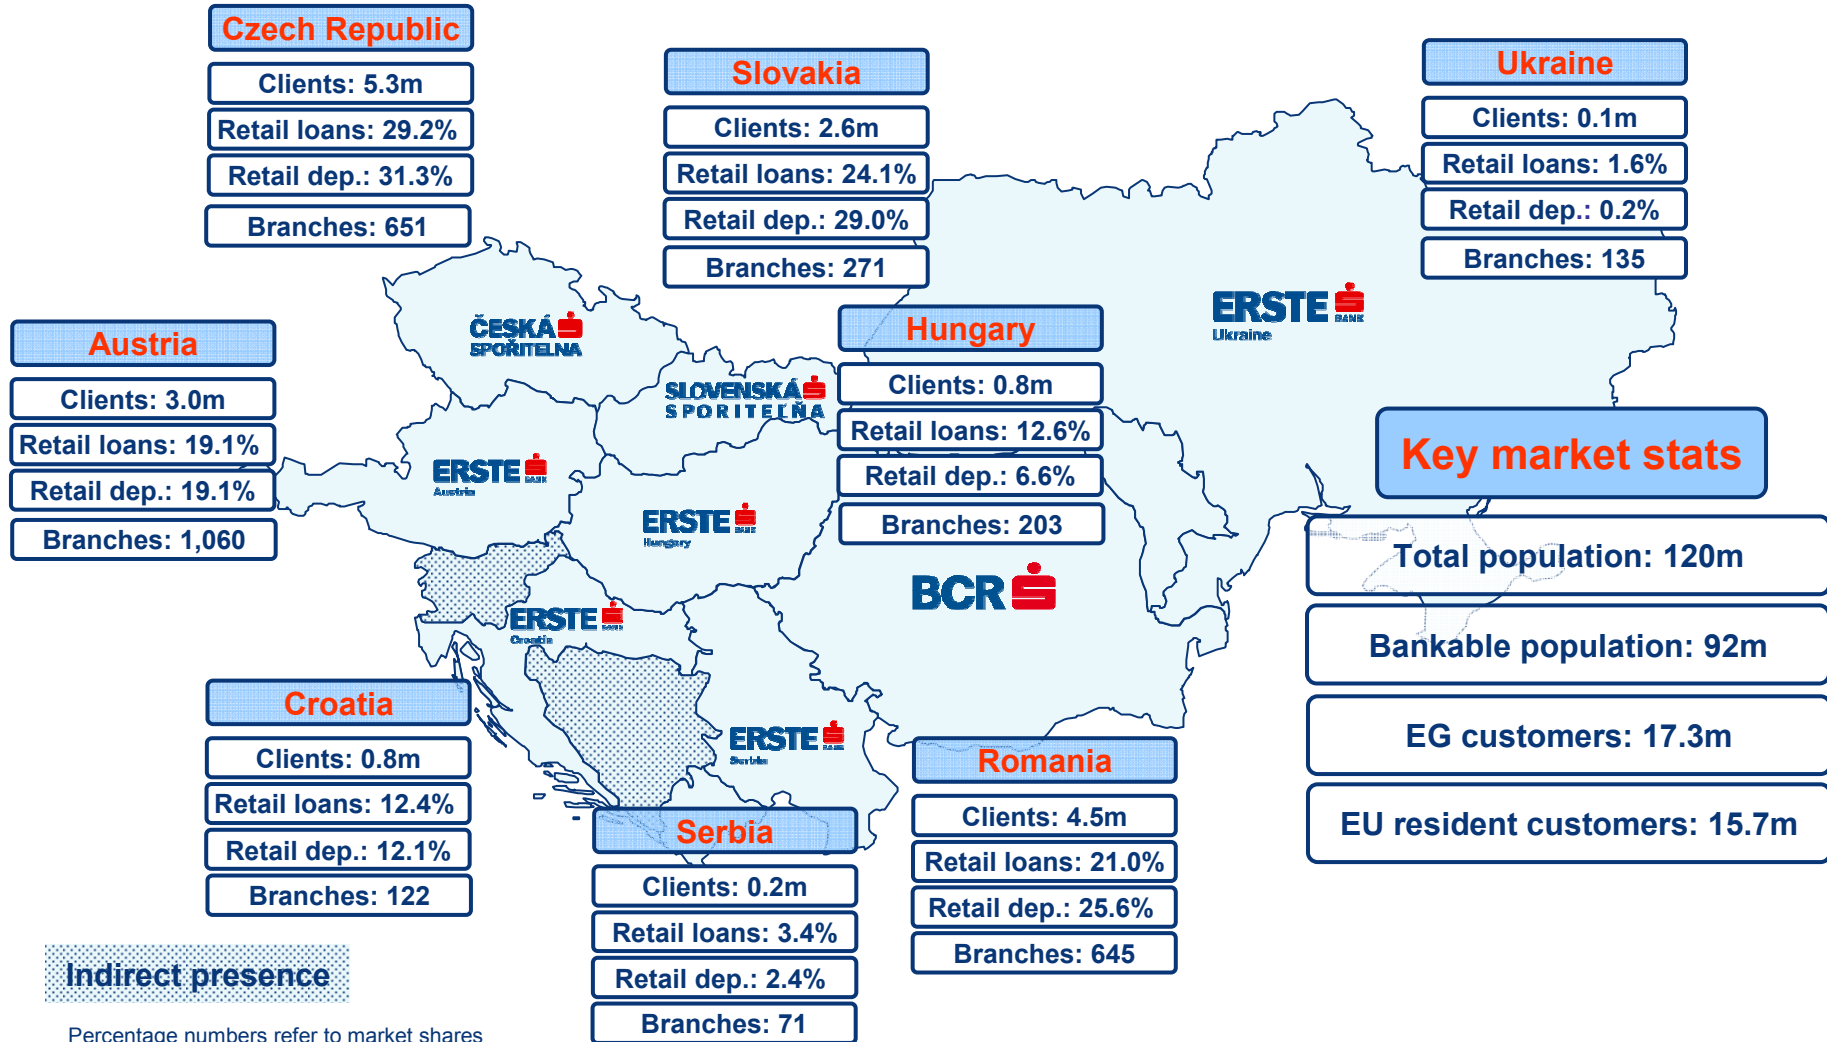 Czech Republic
Clients: 5.3m
Retail loans: 29.2%
Retail dep.: 31.3%
Branches: 651
Slovakia
Clients: 2.6m
Retail loans: 24.1%
Retail dep.: 29.0%
Branches: 271
Ukraine
Clients: 0.1m
Retail loans: 1.6%
Retail dep.: 0.2%
Branches: 135
ERSTE
BANK
Ukraine
Austria
Clients: 3.0m
Retail loans: 19.1%
Retail dep.: 19.1%
Branches: 1,060
ČESKÁ
SPOŘITELNA
SLOVENSKÁ
SPORITEĽŇA
Hungary
Clients: 0.8m
Retail loans: 12.6%
Retail dep.: 6.6%
Branches: 203
ERSTE
BANK
Austria
ERSTE
BANK
Hungary
Key market stats
Total population: 120m
Bankable population: 92m
EG customers: 17.3m
EU resident customers: 15.7m
BCR
ERSTE
BANK
Croatia
Croatia
Clients: 0.8m
Retail loans: 12.4%
Retail dep.: 12.1%
Branches: 122
ERSTE
BANK
Serbia
Serbia
Clients: 0.2m
Retail loans: 3.4%
Retail dep.: 2.4%
Branches: 71
Romania
Clients: 4.5m
Retail loans: 21.0%
Retail dep.: 25.6%
Branches: 645
Indirect presence
Percentage numbers refer to market shares